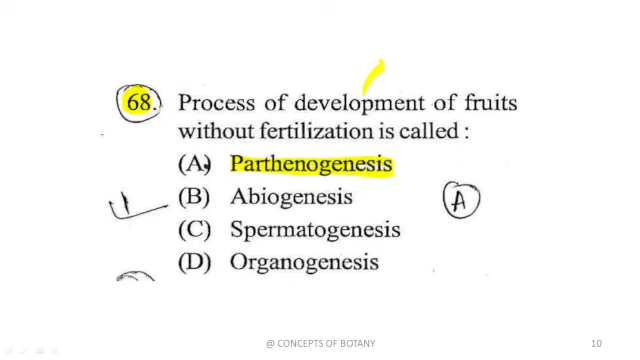 68. Process of development of fruits
without fertilization is called :
(A) Parthenogenesis
(B) Abiogenesis
A
(C) Spermatogenesis
(D) Organogenesis
@ CONCEPTS OF BOTANY
10